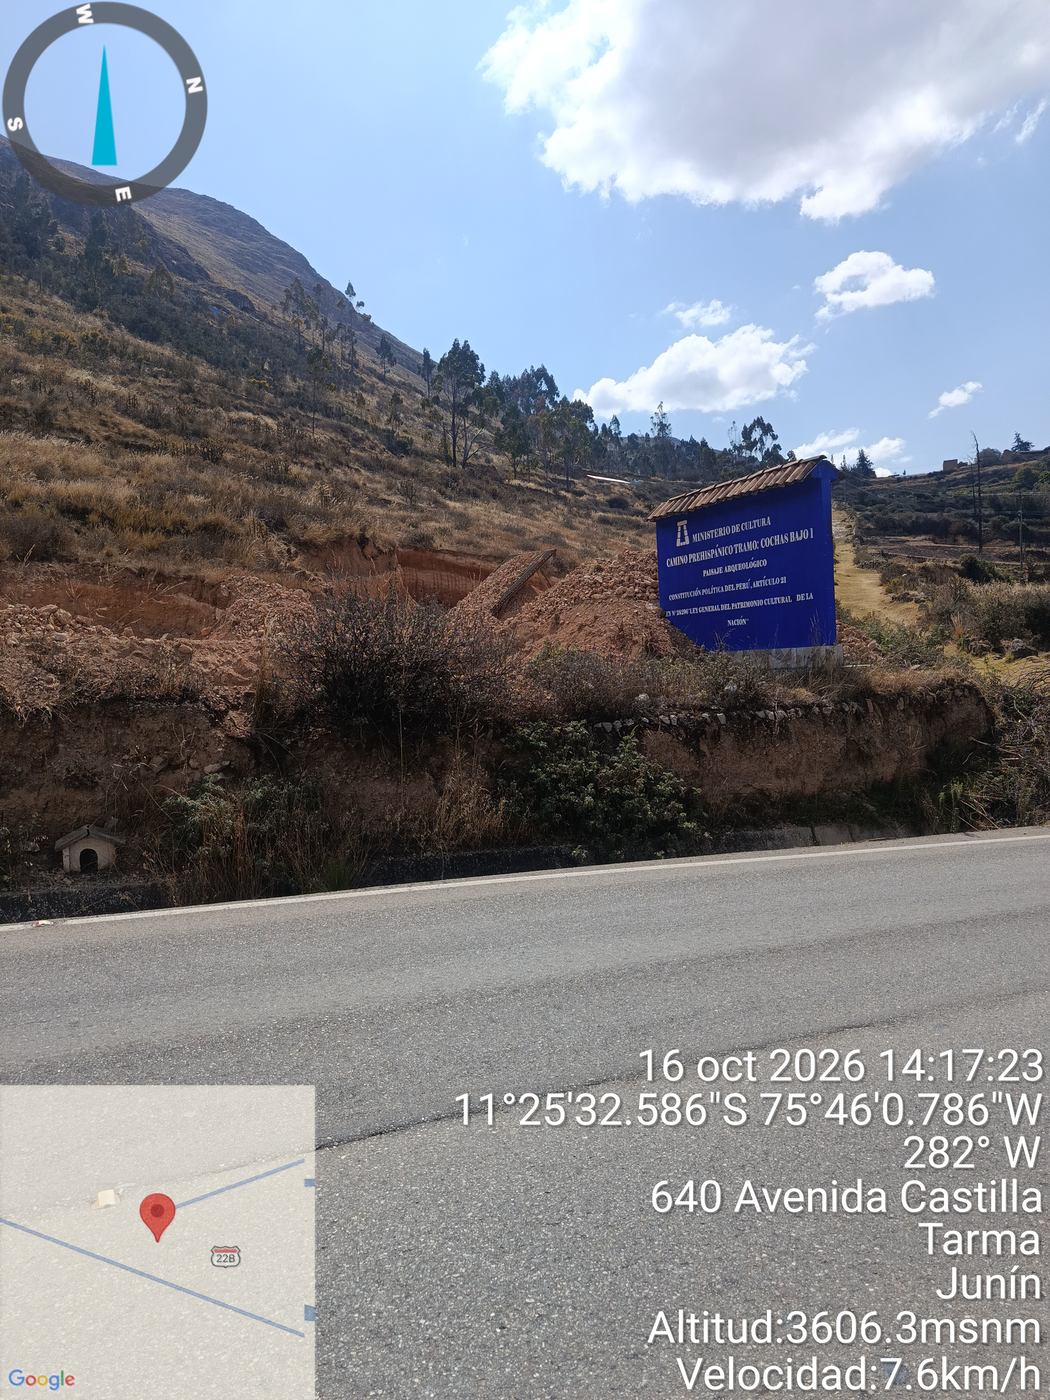 W
N
S
E
MINISTERIO DE CULTURA
CAMINO PREHISPÁNICO TRAMO: COCHAS BAJO I
PAISAJE ARQUEOLÓGICO
CONSTITUCIÓN POLÍTICA DEL PERÚ, ARTÍCULO 21
LEY GENERAL DEL PATRIMONIO CULTURAL DE LA
NACIÓN"
16 oct 2026 14:17:23
11°25'32.586"S 75°46'0.786"W
282° W
640 Avenida Castilla
Tarma
Junín
Altitud:3606.3msnm
Velocidad:7.6km/h
22B
Google